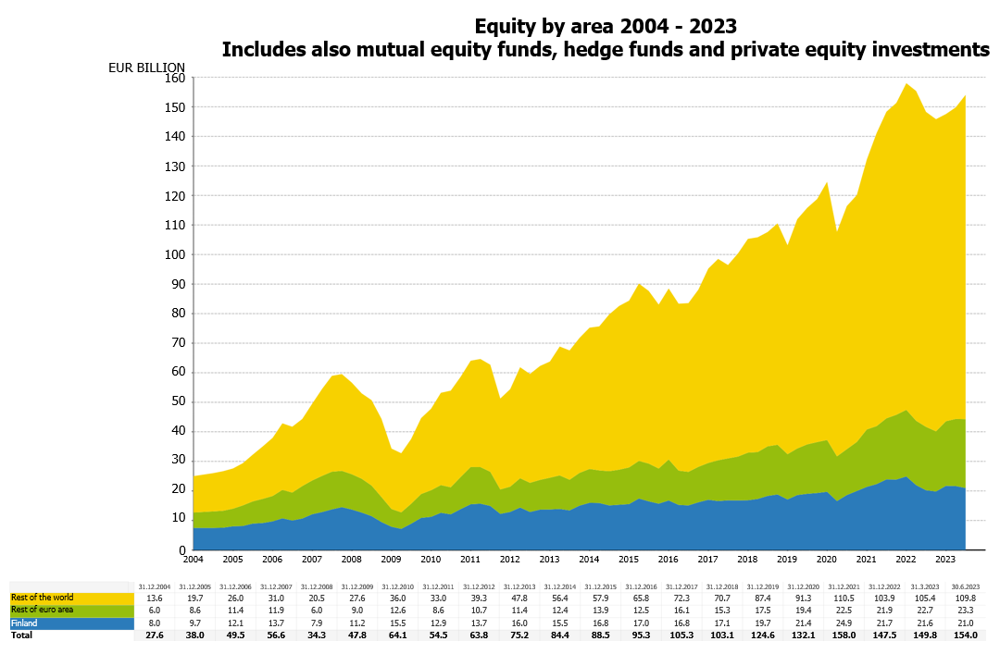 Equity by area 2004 - 2023
Includes also mutual equity funds, hedge funds and private equity investments
EUR BILLION
160
150
140
130
120
110
100
90
80
70
60
50
40
30
20
10
0
2004 2005 2006 2007 2008 2009 2010 2011 2012 2013 2014 2015 2016 2017 2018 2019 2020 2021 2022 2023
31.12.2004 31.12.2005 31.12.2006 31.12.2007 31.12.2008 31.12.2009 31.12.2010 31.12.2011 31.12.2012 31.12.2013 31.12.2014 31.12.2015 31.12.2016 31.12.2017 31.12.2018 31.12.2019 31.12.2020 31.12.2021 31.12.2022 31.3.2023 30.6.2023
Rest of the world 13.6 19.7 26.0 31.0 20.5 27.6 36.0 33.0 39.3 47.8 56.4 57.9 65.8 72.3 70.7 87.4 91.3 110.5 103.9 105.4 109.8
Rest of euro area 6.0 8.6 11.4 11.9 6.0 9.0 12.6 8.6 10.7 11.4 12.4 13.9 12.5 16.1 15.3 17.5 19.4 22.5 21.9 22.7 23.3
Finland 8.0 9.7 12.1 13.7 7.9 11.2 15.5 12.9 13.7 16.0 15.5 16.8 17.0 16.8 17.1 19.7 21.4 24.9 21.7 21.6 21.0
Total 27.6 38.0 49.5 56.6 34.3 47.8 64.1 54.5 63.8 75.2 84.4 88.5 95.3 105.3 103.1 124.6 132.1 158.0 147.5 149.8 154.0